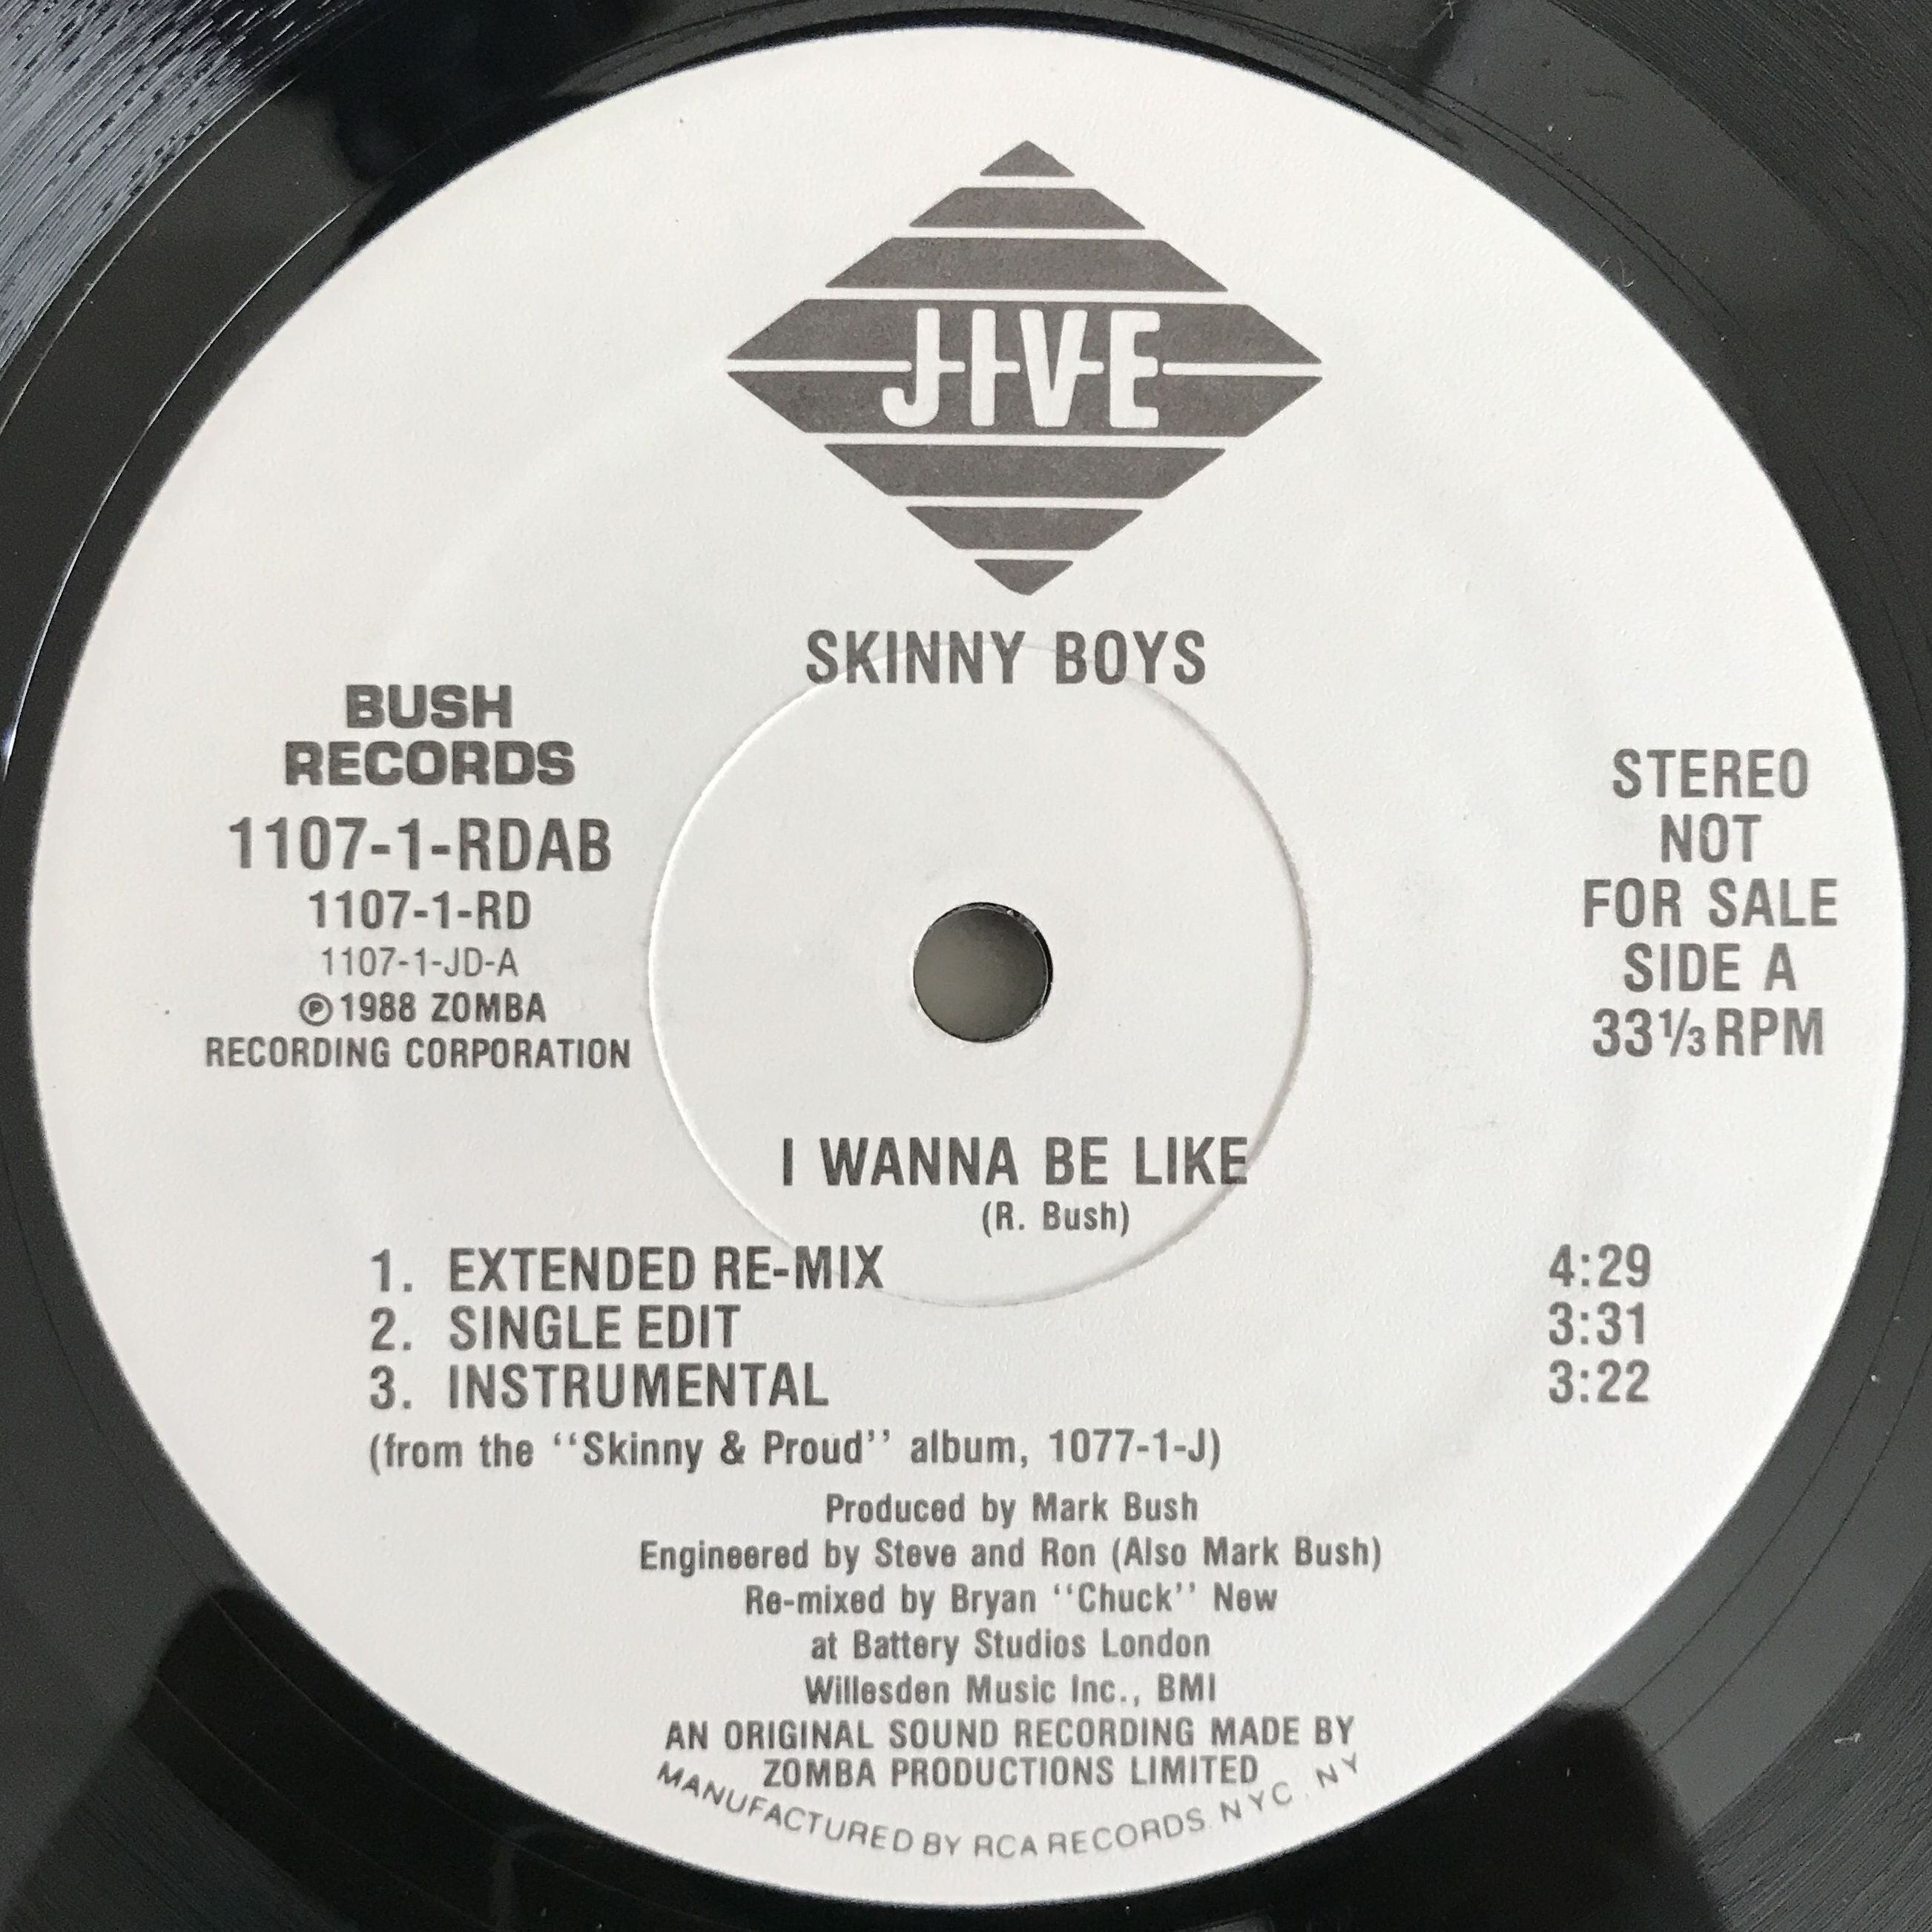 JIVE
SKINNY BOYS
BUSH
RECORDS
1107-1-RDAB
1107-1-RD
1107-1-JD-A
Ⓟ1988 ZOMBA
RECORDING CORPORATION
STEREO
NOT
FOR SALE
SIDE A
33⅓ RPM
I WANNA BE LIKE
(R. Bush)
1. EXTENDED RE-MIX 4:29
2. SINGLE EDIT 3:31
3. INSTRUMENTAL 3:22
(from the ‘‘Skinny & Proud’’ album, 1077-1-J)
Produced by Mark Bush
Engineered by Steve and Ron (Also Mark Bush)
Re-mixed by Bryan ‘‘Chuck’’ New
at Battery Studios London
Willesden Music Inc., BMI
AN ORIGINAL SOUND RECORDING MADE BY
ZOMBA PRODUCTIONS LIMITED
MANUFACTURED BY RCA RECORDS. NYC. NY